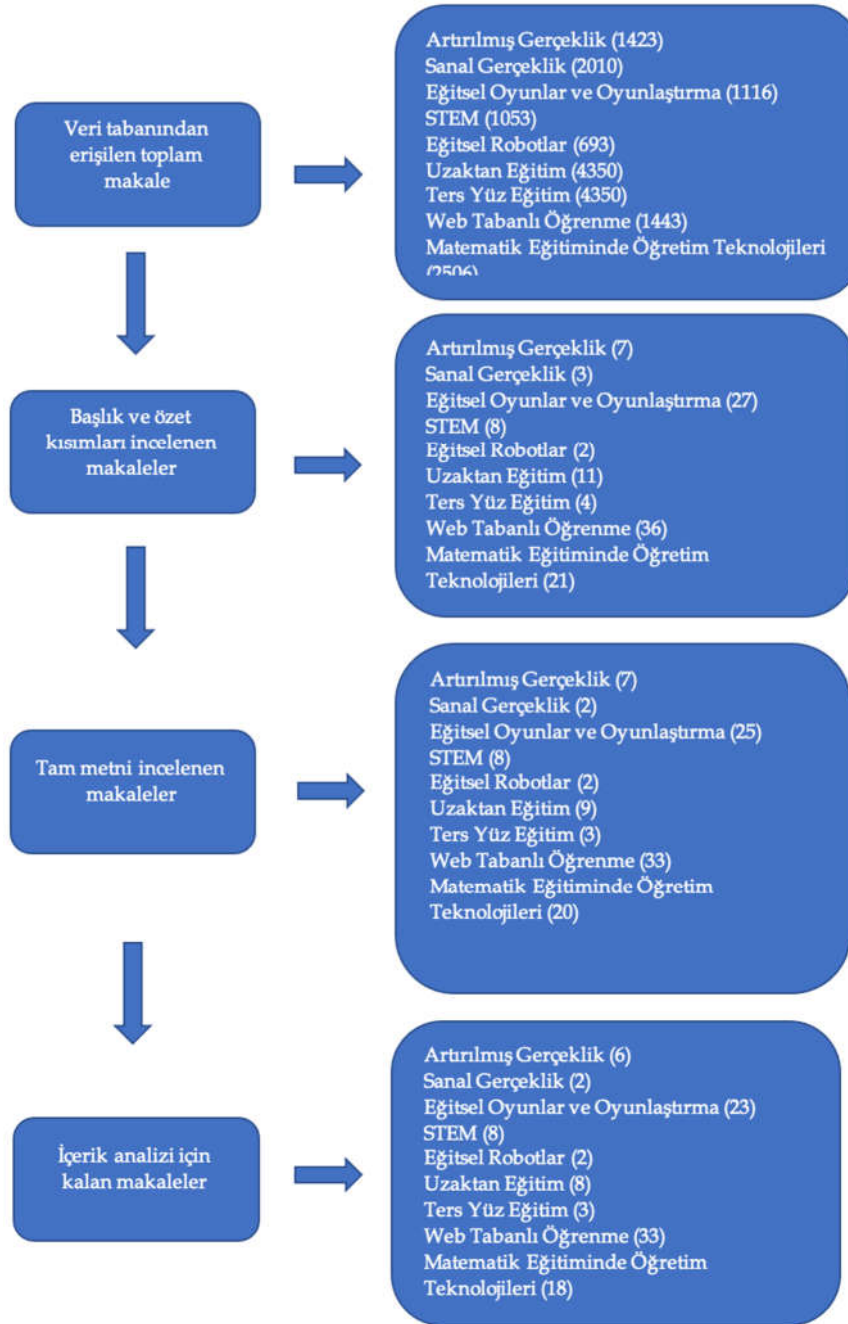 Veri tabanından
erişilen toplam
makale
Artırılmış Gerçeklik (1423)
Sanal Gerçeklik (2010)
Eğitsel Oyunlar ve Oyunlaştırma (1116)
STEM (1053)
Eğitsel Robotlar (693)
Uzaktan Eğitim (4350)
Ters Yüz Eğitim (4350)
Web Tabanlı Öğrenme (1443)
Matematik Eğitiminde Öğretim Teknolojileri
(2506)
Başlık ve özet
kısımları incelenen
makaleler
Artırılmış Gerçeklik (7)
Sanal Gerçeklik (3)
Eğitsel Oyunlar ve Oyunlaştırma (27)
STEM (8)
Eğitsel Robotlar (2)
Uzaktan Eğitim (11)
Ters Yüz Eğitim (4)
Web Tabanlı Öğrenme (36)
Matematik Eğitiminde Öğretim
Teknolojileri (21)
Tam metni incelenen
makaleler
Artırılmış Gerçeklik (7)
Sanal Gerçeklik (2)
Eğitsel Oyunlar ve Oyunlaştırma (25)
STEM (8)
Eğitsel Robotlar (2)
Uzaktan Eğitim (9)
Ters Yüz Eğitim (3)
Web Tabanlı Öğrenme (33)
Matematik Eğitiminde Öğretim
Teknolojileri (20)
İçerik analizi için
kalan makaleler
Artırılmış Gerçeklik (6)
Sanal Gerçeklik (2)
Eğitsel Oyunlar ve Oyunlaştırma (23)
STEM (8)
Eğitsel Robotlar (2)
Uzaktan Eğitim (8)
Ters Yüz Eğitim (3)
Web Tabanlı Öğrenme (33)
Matematik Eğitiminde Öğretim
Teknolojileri (18)